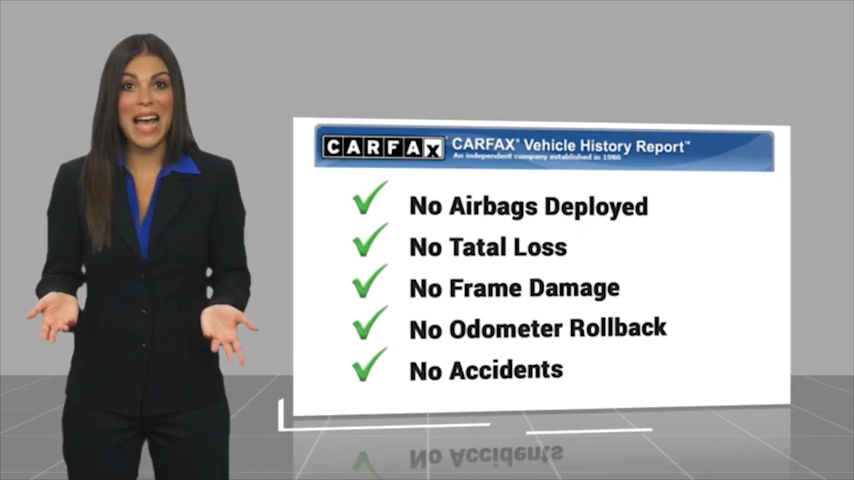 CARFAX
CARFAX® Vehicle History Report™
An independent company established in 1986
No Airbags Deployed
No Tatal Loss
No Frame Damage
No Odometer Rollback
No Accidents
No Accidents